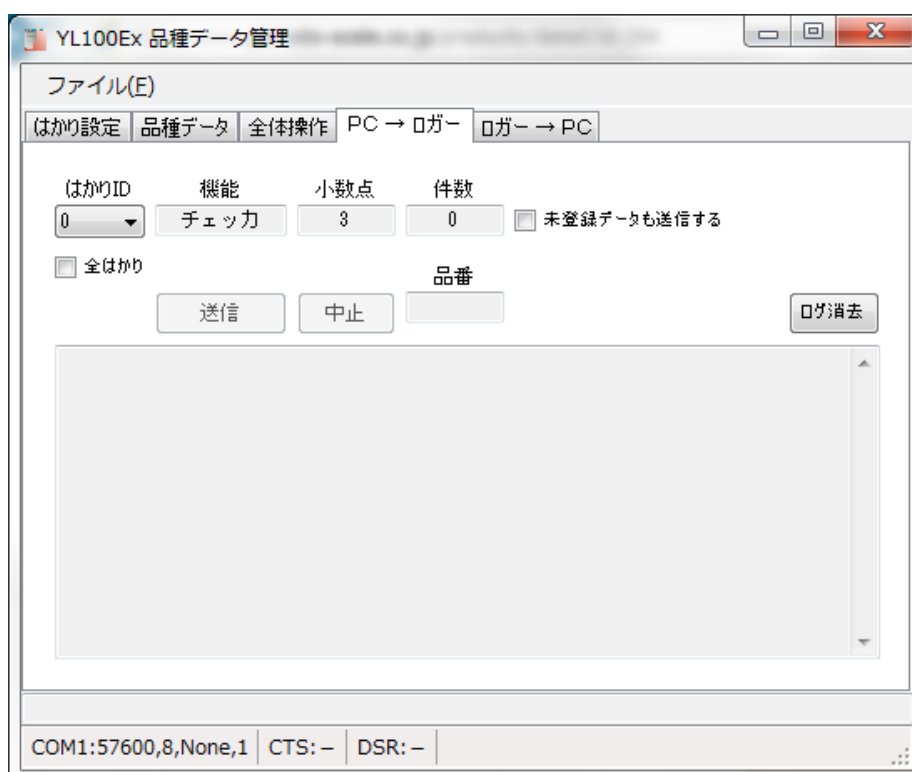 YL100Ex 品種データ管理
ファイル(F)
はかり設定 品種データ 全体操作 PC → ロガー ロガー → PC
はかりID 機能 小数点 件数
0 チェッカ 3 0 未登録データも送信する
全はかり 品番
送信 中止 ログ消去
COM1:57600,8,None,1 CTS: – DSR: –